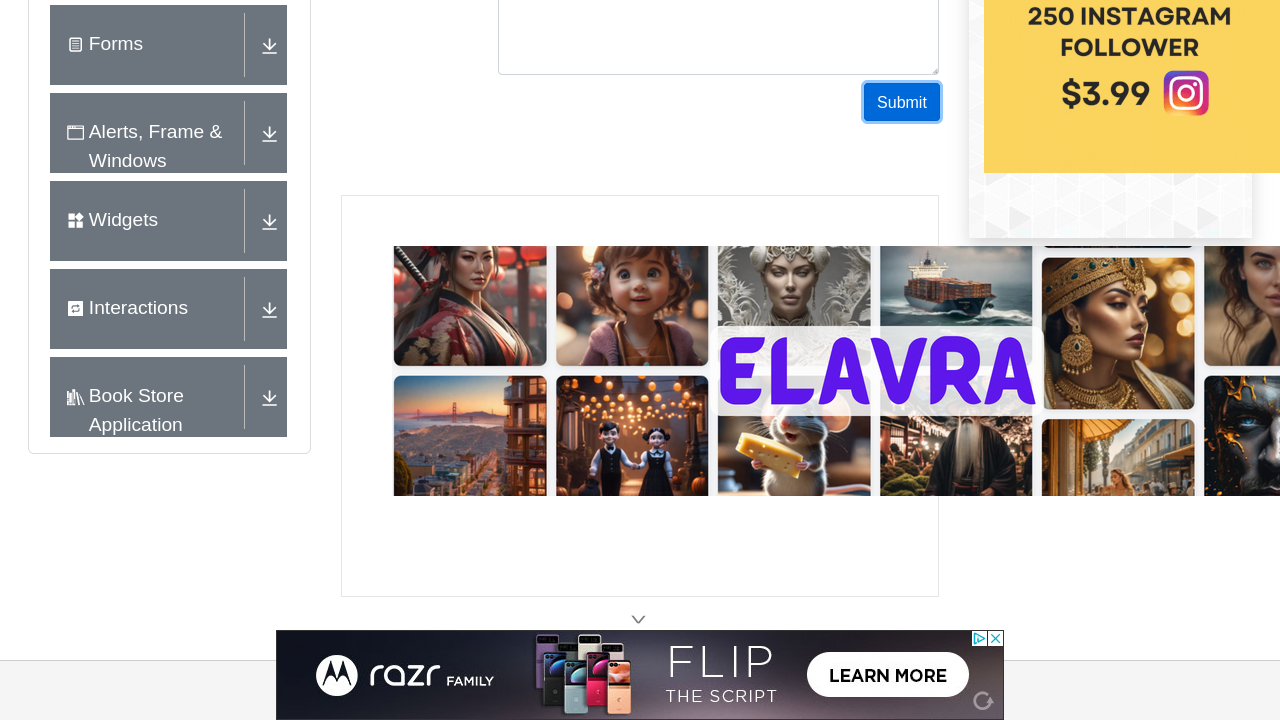 Forms
Alerts, Frame &
Windows
Widgets
Interactions
Book Store
Application
Submit
250 INSTAGRAM
FOLLOWER
$3.99
ELAVRA
razr FAMILY
FLIP
THE SCRIPT
LEARN MORE